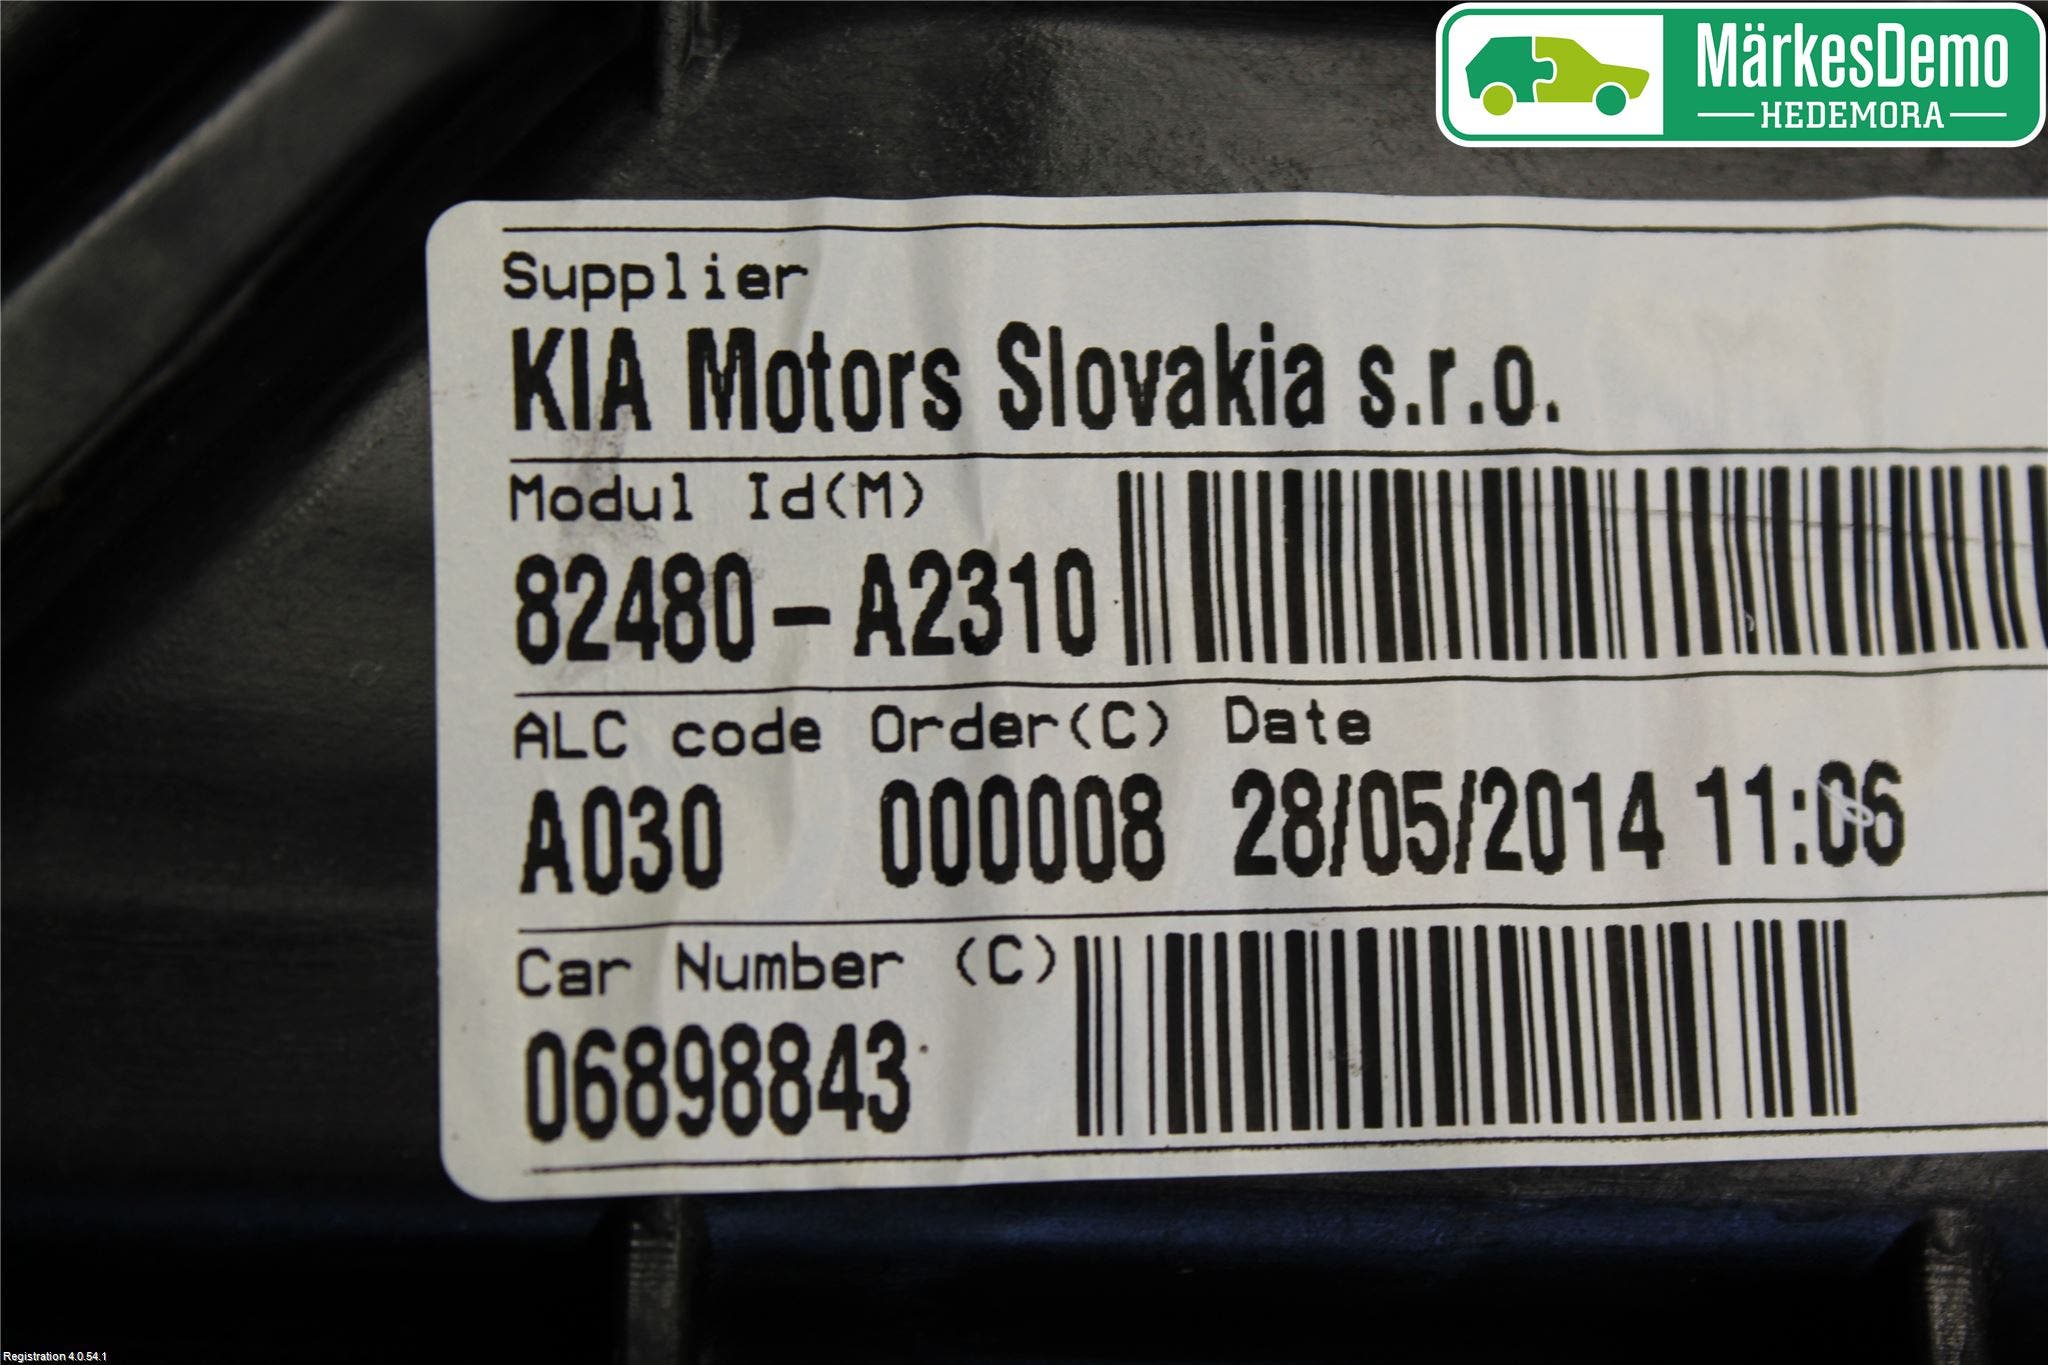 MärkesDemo
HEDEMORA
Supplier
KIA Motors Slovakia s.r.o.
Modul Id(M)
82480-A2310
ALC code Order(C) Date
A030 000008 28/05/2014 11:06
Car Number (C)
06898843
Registration 4.0.54.1